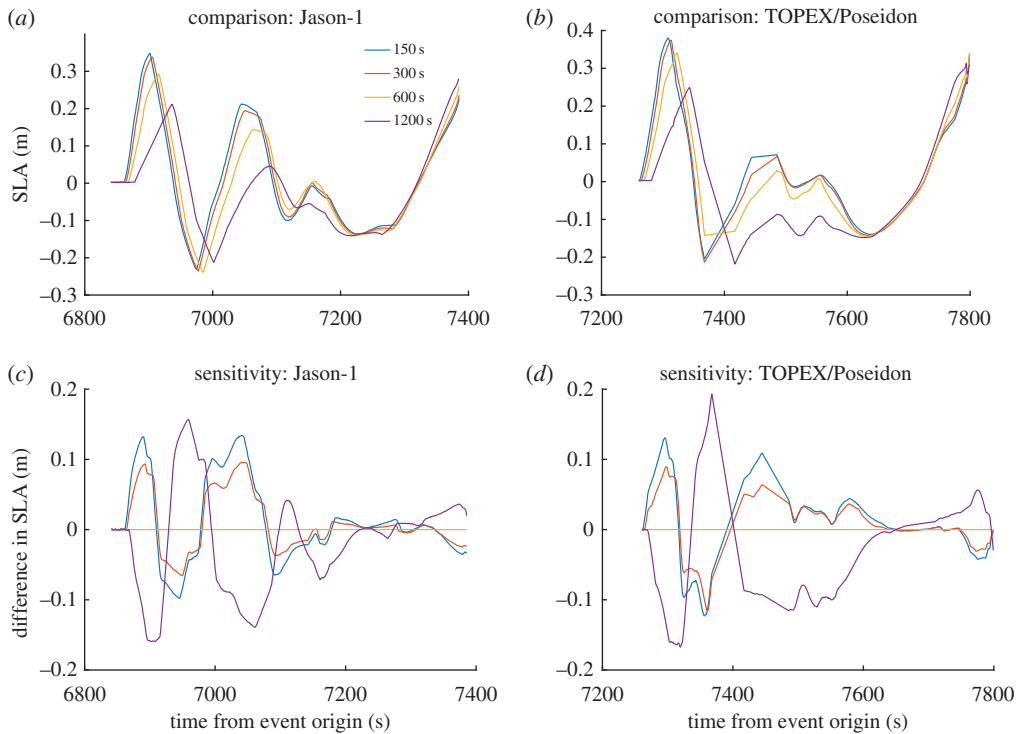 (a) comparison: Jason-1
0.3
0.2
0.1
0
–0.1
–0.2
–0.3
SLA (m)
6800 7000 7200 7400
150 s
300 s
600 s
1200 s
(b) comparison: TOPEX/Poseidon
0.4
0.3
0.2
0.1
0
–0.1
–0.2
–0.3
7200 7400 7600 7800
(c) sensitivity: Jason-1
0.2
0.1
0
–0.1
–0.2
difference in SLA (m)
6800 7000 7200 7400
time from event origin (s)
(d) sensitivity: TOPEX/Poseidon
0.2
0.1
0
–0.1
–0.2
7200 7400 7600 7800
time from event origin (s)